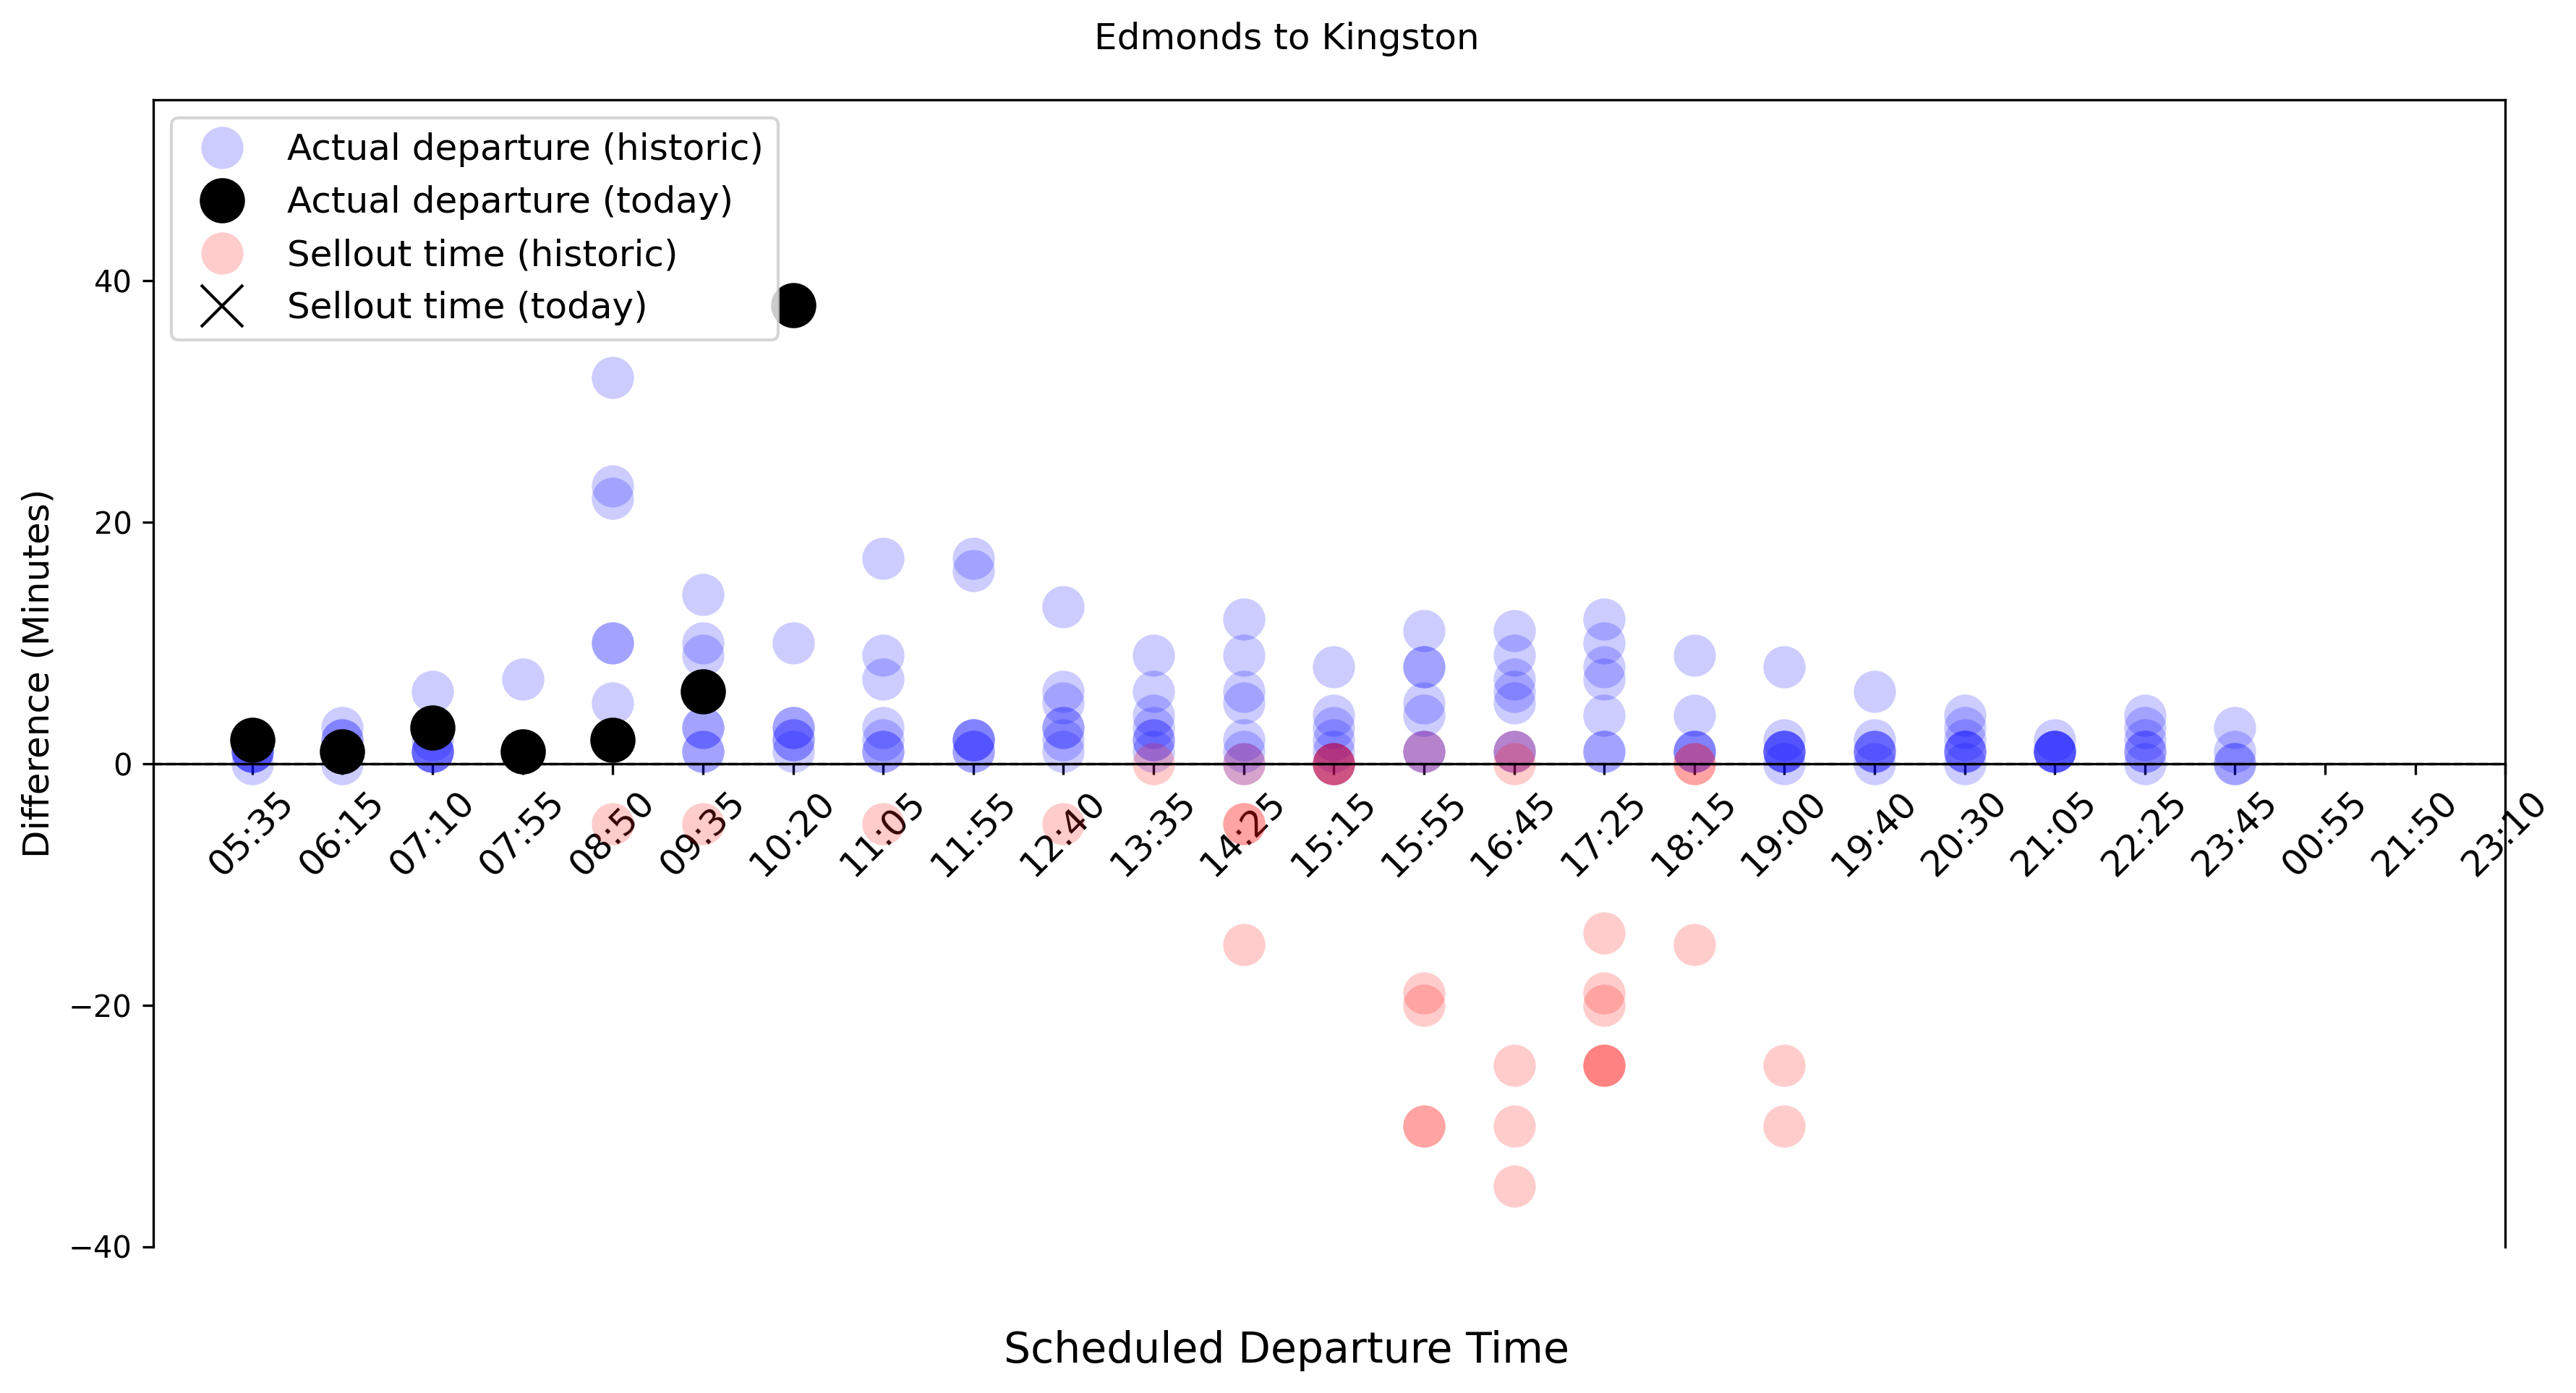 Edmonds to Kingston
Actual departure (historic)
Actual departure (today)
Sellout time (historic)
Sellout time (today)
Difference (Minutes)
40
20
0
−20
−40
05:35 06:15 07:10 07:55 08:50 09:35 10:20 11:05 11:55 12:40 13:35 14:25 15:15 15:55 16:45 17:25 18:15 19:00 19:40 20:30 21:05 22:25 23:45 00:55 21:50 23:10
Scheduled Departure Time